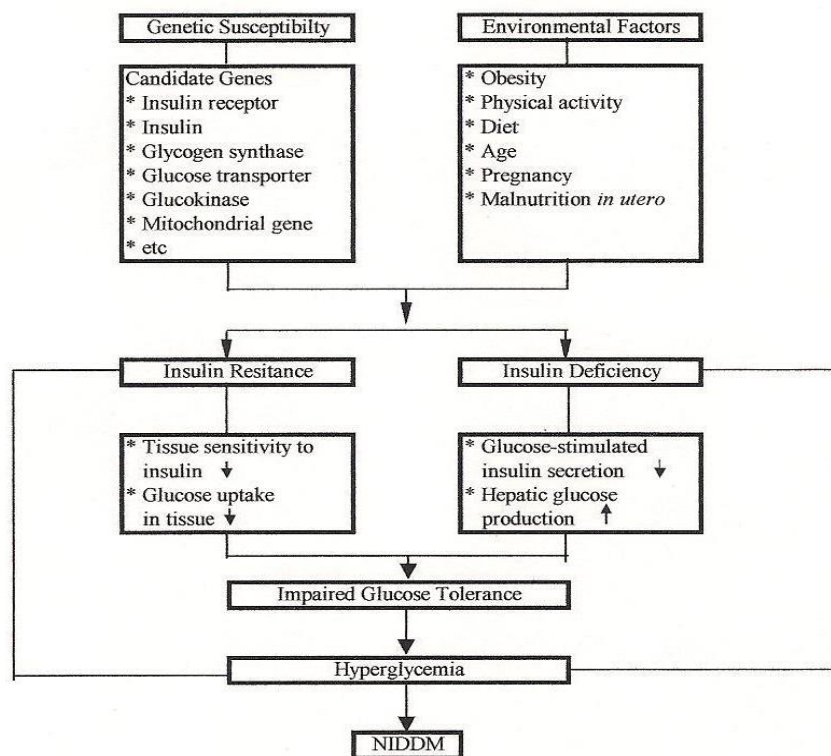 Genetic Susceptibilty
Environmental Factors
Candidate Genes
* Insulin receptor
* Insulin
* Glycogen synthase
* Glucose transporter
* Glucokinase
* Mitochondrial gene
* etc
* Obesity
* Physical activity
* Diet
* Age
* Pregnancy
* Malnutrition in utero
Insulin Resitance
Insulin Deficiency
* Tissue sensitivity to
insulin ↓
* Glucose uptake
in tissue ↓
* Glucose-stimulated
insulin secretion ↓
* Hepatic glucose
production ↑
Impaired Glucose Tolerance
Hyperglycemia
NIDDM